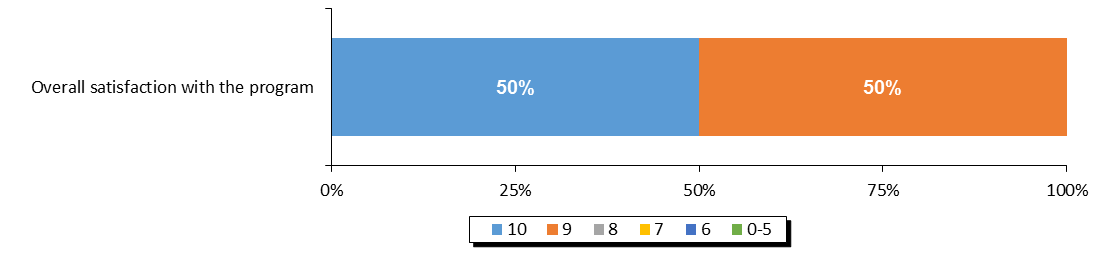 Overall satisfaction with the program
50% 50%
0% 25% 50% 75% 100%
10 9 8 7 6 0-5